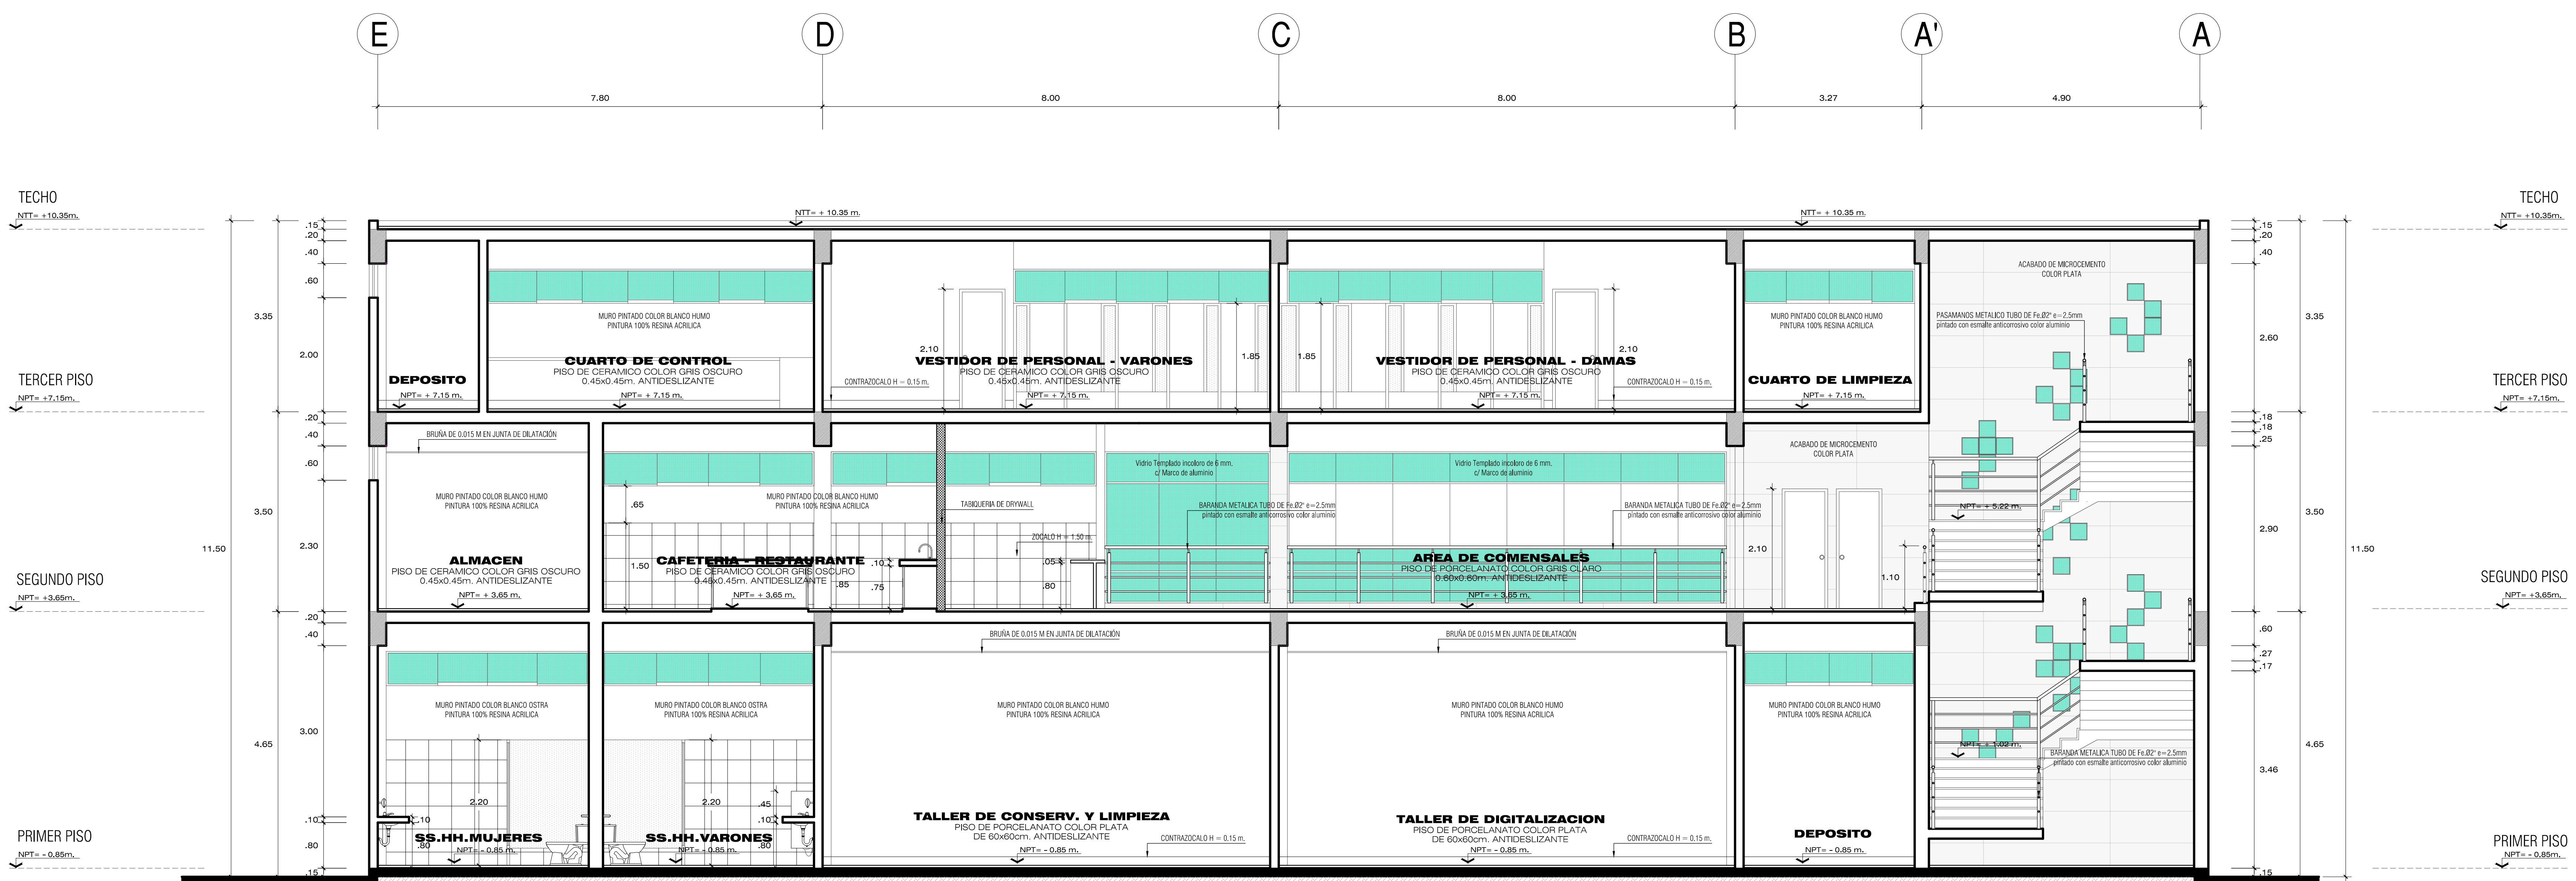 E
D
C
B
A'
A
7.80
8.00
8.00
3.27
4.90
TECHO
NTT= +10.35m.
TERCER PISO
NPT= +7.15m.
SEGUNDO PISO
NPT= +3.65m.
PRIMER PISO
NPT= - 0.85m.
11.50
3.35
3.50
4.65
.15
.20
.40
.60
2.00
.20
.40
.60
2.30
.20
.40
3.00
.10
.80
.15
NTT= + 10.35 m.
NTT= + 10.35 m.
MURO PINTADO COLOR BLANCO HUMO
PINTURA 100% RESINA ACRILICA
DEPOSITO
NPT= + 7.15 m.
CUARTO DE CONTROL
PISO DE CERAMICO COLOR GRIS OSCURO
0.45x0.45m. ANTIDESLIZANTE
NPT= + 7.15 m.
2.10
VESTIDOR DE PERSONAL - VARONES
PISO DE CERAMICO COLOR GRIS OSCURO
0.45x0.45m. ANTIDESLIZANTE
CONTRAZOCALO H = 0,15 m.
NPT= + 7.15 m.
1.85
1.85
VESTIDOR DE PERSONAL - DAMAS
PISO DE CERAMICO COLOR GRIS OSCURO
0.45x0.45m. ANTIDESLIZANTE
2.10
CONTRAZOCALO H = 0,15 m.
NPT= + 7.15 m.
MURO PINTADO COLOR BLANCO HUMO
PINTURA 100% RESINA ACRILICA
CUARTO DE LIMPIEZA
NPT= + 7.15 m.
ACABADO DE MICROCEMENTO
COLOR PLATA
PASAMANOS METALICO TUBO DE Fe.Ø2" e=2.5mm
pintado con esmalte anticorrosivo color aluminio
BRUÑA DE 0.015 M EN JUNTA DE DILATACIÓN
MURO PINTADO COLOR BLANCO HUMO
PINTURA 100% RESINA ACRILICA
ALMACEN
PISO DE CERAMICO COLOR GRIS OSCURO
0.45x0.45m. ANTIDESLIZANTE
NPT= + 3.65 m.
.65
1.50
MURO PINTADO COLOR BLANCO HUMO
PINTURA 100% RESINA ACRILICA
CAFETERIA - RESTAURANTE
PISO DE CERAMICO COLOR GRIS OSCURO
0.45x0.45m. ANTIDESLIZANTE
NPT= + 3.65 m.
.85
.10
.75
TABIQUERIA DE DRYWALL
ZOCALO H = 1.50 m.
.05
.80
Vidrio Templado incoloro de 6 mm.
c/ Marco de aluminio
BARANDA METALICA TUBO DE Fe.Ø2" e=2.5mm
pintado con esmalte anticorrosivo color aluminio
Vidrio Templado incoloro de 6 mm.
c/ Marco de aluminio
BARANDA METALICA TUBO DE Fe.Ø2" e=2.5mm
pintado con esmalte anticorrosivo color aluminio
AREA DE COMENSALES
PISO DE PORCELANATO COLOR GRIS CLARO
0.60x0.60m. ANTIDESLIZANTE
NPT= + 3.65 m.
ACABADO DE MICROCEMENTO
COLOR PLATA
2.10
1.10
NPT= + 5.22 m.
MURO PINTADO COLOR BLANCO OSTRA
PINTURA 100% RESINA ACRILICA
2.20
.10
SS.HH.MUJERES
.80
NPT= - 0.85 m.
MURO PINTADO COLOR BLANCO OSTRA
PINTURA 100% RESINA ACRILICA
2.20
.45
.10
SS.HH.VARONES
.80
NPT= - 0.85 m.
BRUÑA DE 0.015 M EN JUNTA DE DILATACIÓN
MURO PINTADO COLOR BLANCO HUMO
PINTURA 100% RESINA ACRILICA
TALLER DE CONSERV. Y LIMPIEZA
PISO DE PORCELANATO COLOR PLATA
DE 60x60cm. ANTIDESLIZANTE
CONTRAZOCALO H = 0,15 m.
NPT= - 0.85 m.
BRUÑA DE 0.015 M EN JUNTA DE DILATACIÓN
MURO PINTADO COLOR BLANCO HUMO
PINTURA 100% RESINA ACRILICA
TALLER DE DIGITALIZACION
PISO DE PORCELANATO COLOR PLATA
DE 60x60cm. ANTIDESLIZANTE
CONTRAZOCALO H = 0,15 m.
NPT= - 0.85 m.
MURO PINTADO COLOR BLANCO HUMO
PINTURA 100% RESINA ACRILICA
DEPOSITO
NPT= - 0.85 m.
NPT= + 1.02 m.
BARANDA METALICA TUBO DE Fe.Ø2" e=2.5mm
pintado con esmalte anticorrosivo color aluminio
.15
.20
.40
2.60
.18
.18
.25
2.90
.60
.27
.17
3.46
.15
3.35
3.50
4.65
11.50
TECHO
NTT= +10.35m.
TERCER PISO
NPT= +7.15m.
SEGUNDO PISO
NPT= +3.65m.
PRIMER PISO
NPT= - 0.85m.